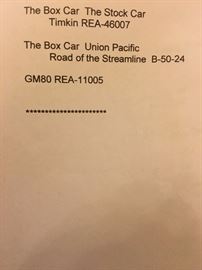 The Box Car The Stock Car
Timkin REA-46007
The Box Car Union Pacific
Road of the Streamline B-50-24
GM80 REA-11005
**********************